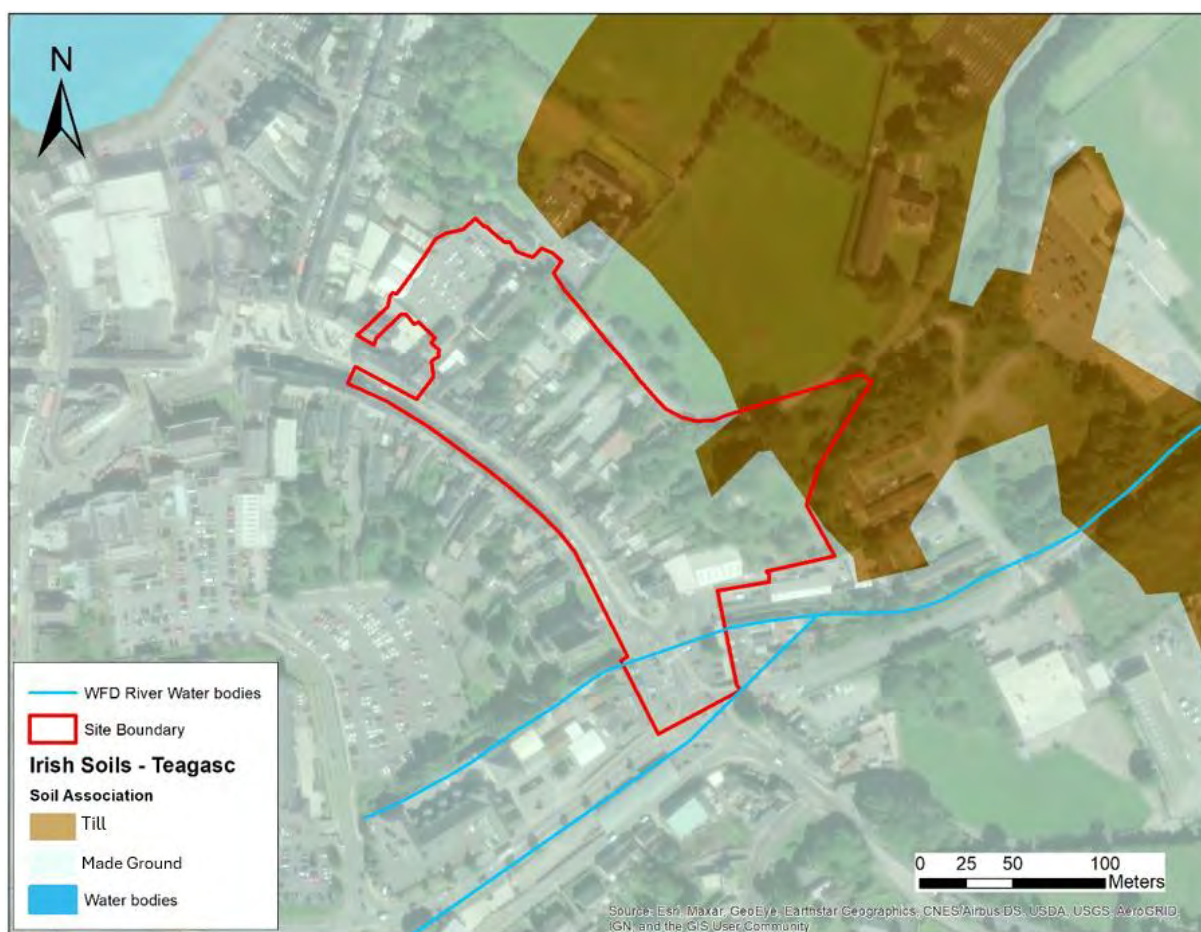 N
WFD River Water bodies
Site Boundary
Irish Soils - Teagasc
Soil Association
Till
Made Ground
Water bodies
0 25 50 100
Meters
Source: Esri, Maxar, GeoEye, Earthstar Geographics, CNES/Airbus DS, USDA, USGS, AeroGRID,
IGN, and the GIS User Community